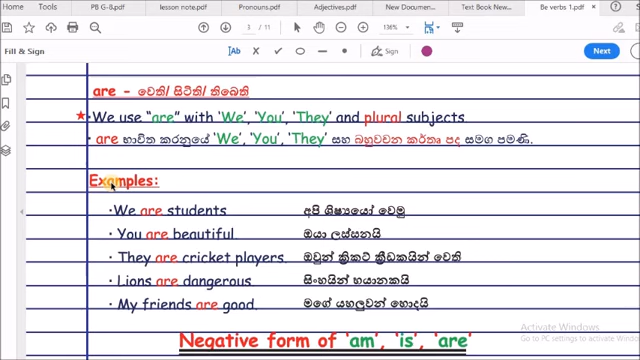 Tools
PB G-8.pdf
lesson note.pdf
Pronouns.pdf
Adjectives.pdf
New Document...
Text Book New...
Be verbs 1.pdf
3 / 11
136%
Fill & Sign
Ab
Sign
Next
are – වෙති/ සිටිති/ තිබෙති
We use “are” with ‘We’, ‘You’, ‘They’ and plural subjects
are භාවිත කරනුයේ ‘We’, ‘You’, ‘They’ සහ බහුවචන කර්තෘ පද සමග පමණි.
Examples:
We are students අපි ශිෂ්‍යයෝ වෙමු
You are beautiful ඔයා ලස්සනයි
They are cricket players. ඔවුන් ක්‍රිකට් ක්‍රීඩකයින් වෙති
Lions are dangerous සිංහයින් භයානකයි
My friends are good. මගේ යහලුවන් හොදයි
Negative form of ‘am’, ‘is’, ‘are’
Activate Windows
Go to PC settings to activate Windows